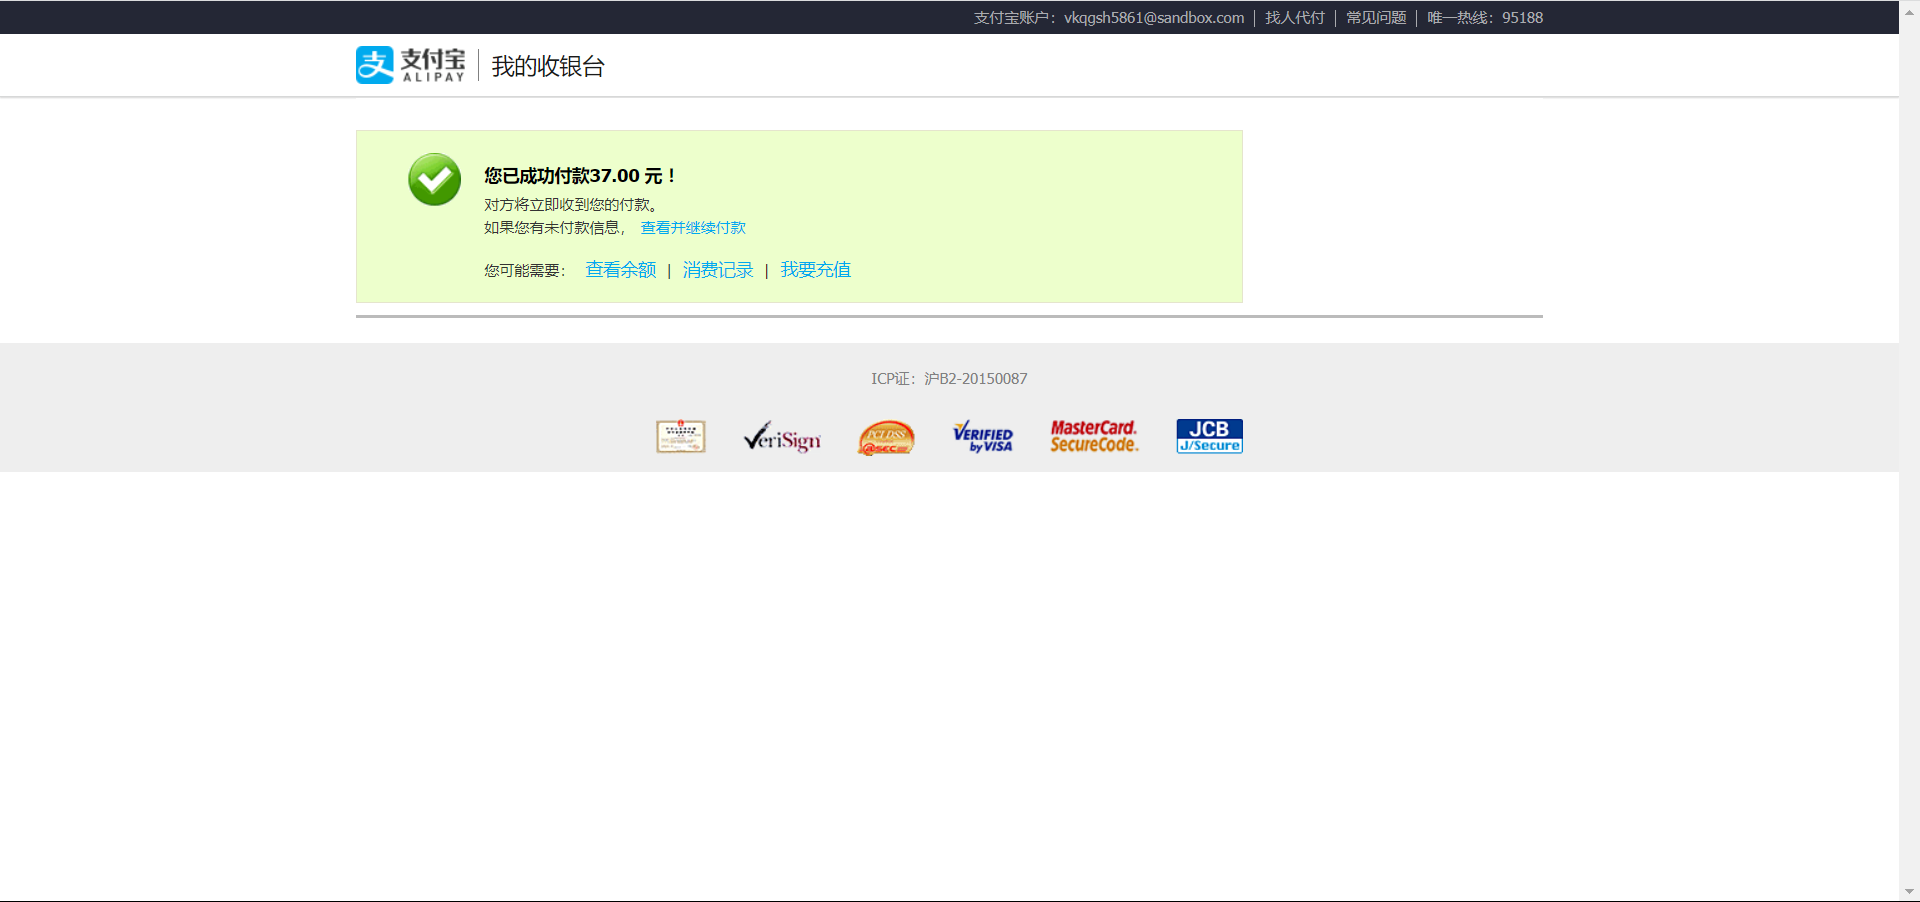 支付宝账户：vkqgsh5861@sandbox.com | 找人代付 | 常见问题 | 唯一热线：95188
支 支付宝 ALIPAY | 我的收银台
您已成功付款37.00 元！
对方将立即收到您的付款。
如果您有未付款信息， 查看并继续付款
您可能需要： 查看余额 | 消费记录 | 我要充值
ICP证：沪B2-20150087
VeriSign PCI DSS @SEC VERIFIED by VISA MasterCard. SecureCode. JCB J/Secure